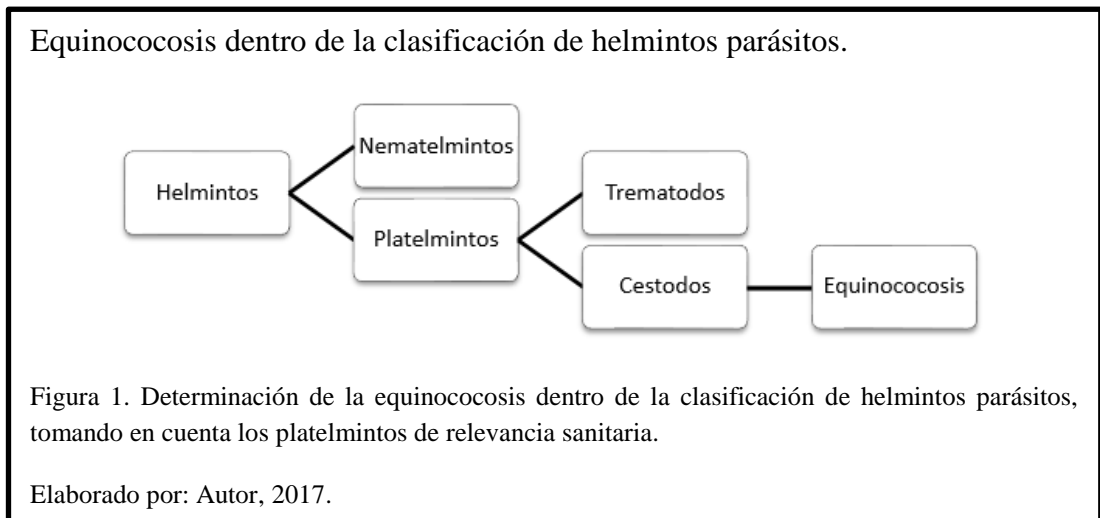 Equinococosis dentro de la clasificación de helmintos parásitos.
Nematelmintos
Helmintos
Trematodos
Platelmintos
Cestodos
Equinococosis
Figura 1. Determinación de la equinococosis dentro de la clasificación de helmintos parásitos,
tomando en cuenta los platelmintos de relevancia sanitaria.
Elaborado por: Autor, 2017.